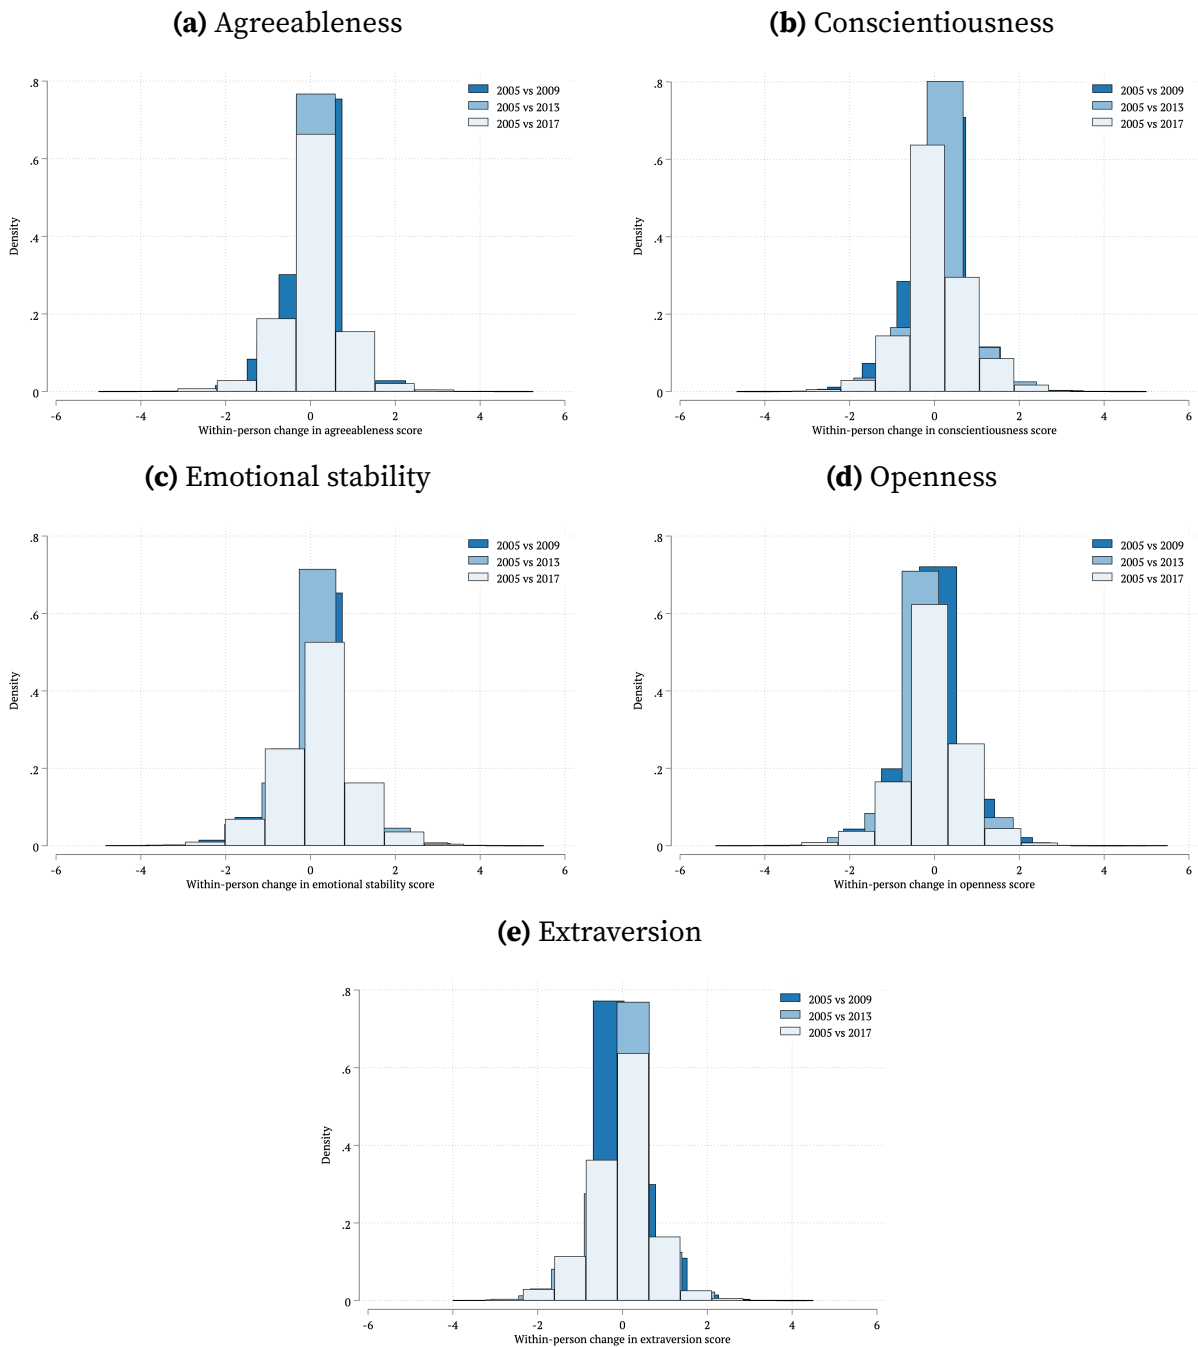 (a) Agreeableness
.8
.6
.4
.2
0
Density
2005 vs 2009
2005 vs 2013
2005 vs 2017
-6 -4 -2 0 2 4 6
Within-person change in agreeableness score
(b) Conscientiousness
.8
.6
.4
.2
0
Density
2005 vs 2009
2005 vs 2013
2005 vs 2017
-6 -4 -2 0 2 4 6
Within-person change in conscientiousness score
(c) Emotional stability
.8
.6
.4
.2
0
Density
2005 vs 2009
2005 vs 2013
2005 vs 2017
-6 -4 -2 0 2 4 6
Within-person change in emotional stability score
(d) Openness
.8
.6
.4
.2
0
Density
2005 vs 2009
2005 vs 2013
2005 vs 2017
-6 -4 -2 0 2 4 6
Within-person change in openness score
(e) Extraversion
.8
.6
.4
.2
0
Density
2005 vs 2009
2005 vs 2013
2005 vs 2017
-6 -4 -2 0 2 4 6
Within-person change in extraversion score